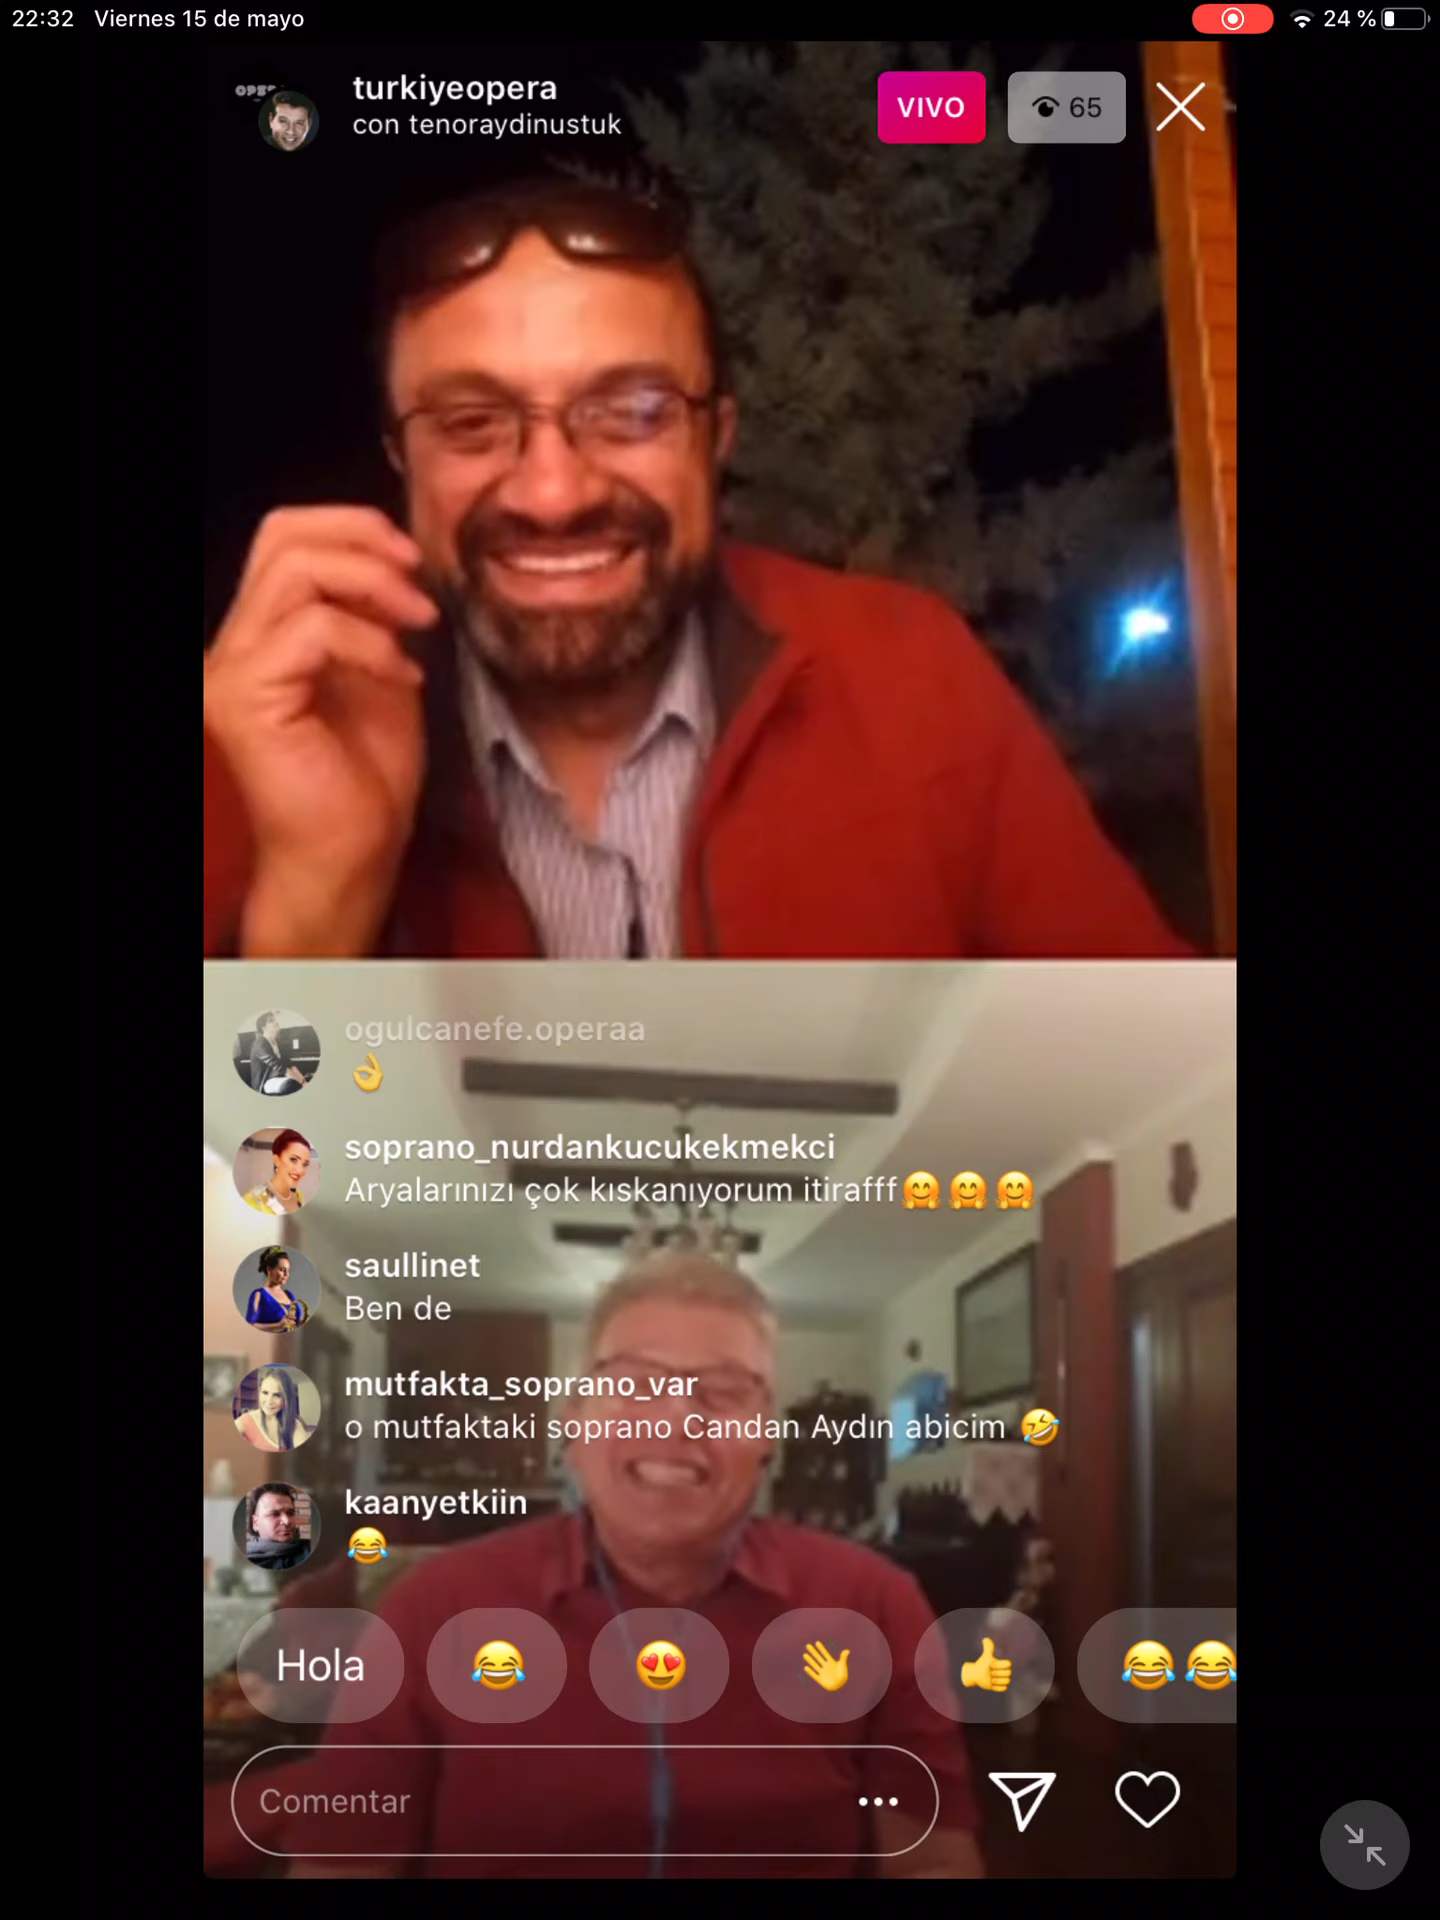 22:32 Viernes 15 de mayo
24 %
turkiyeopera
con tenoraydinustuk
VIVO
65
ogulcanefe.operaa
👌
soprano_nurdankucukekmekci
Aryalarınızı çok kıskanıyorum itirafff🤗🤗🤗
saullinet
Ben de
mutfakta_soprano_var
o mutfaktaki soprano Candan Aydın abicim 🤣
kaanyetkiin
😂
Hola 😂 😍 👋 👍 😂😂
Comentar